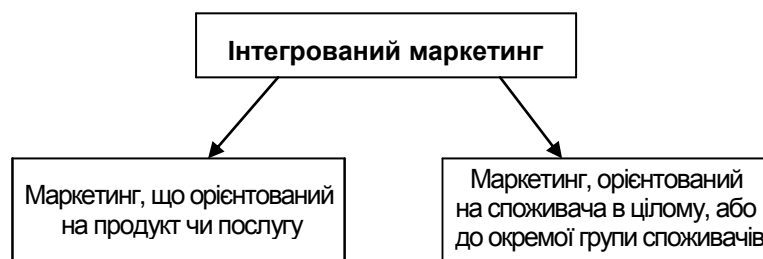 Інтегрований маркетинг
Маркетинг, що орієнтований
на продукт чи послугу
Маркетинг, орієнтований
на споживача в цілому, або
до окремої групи споживачів